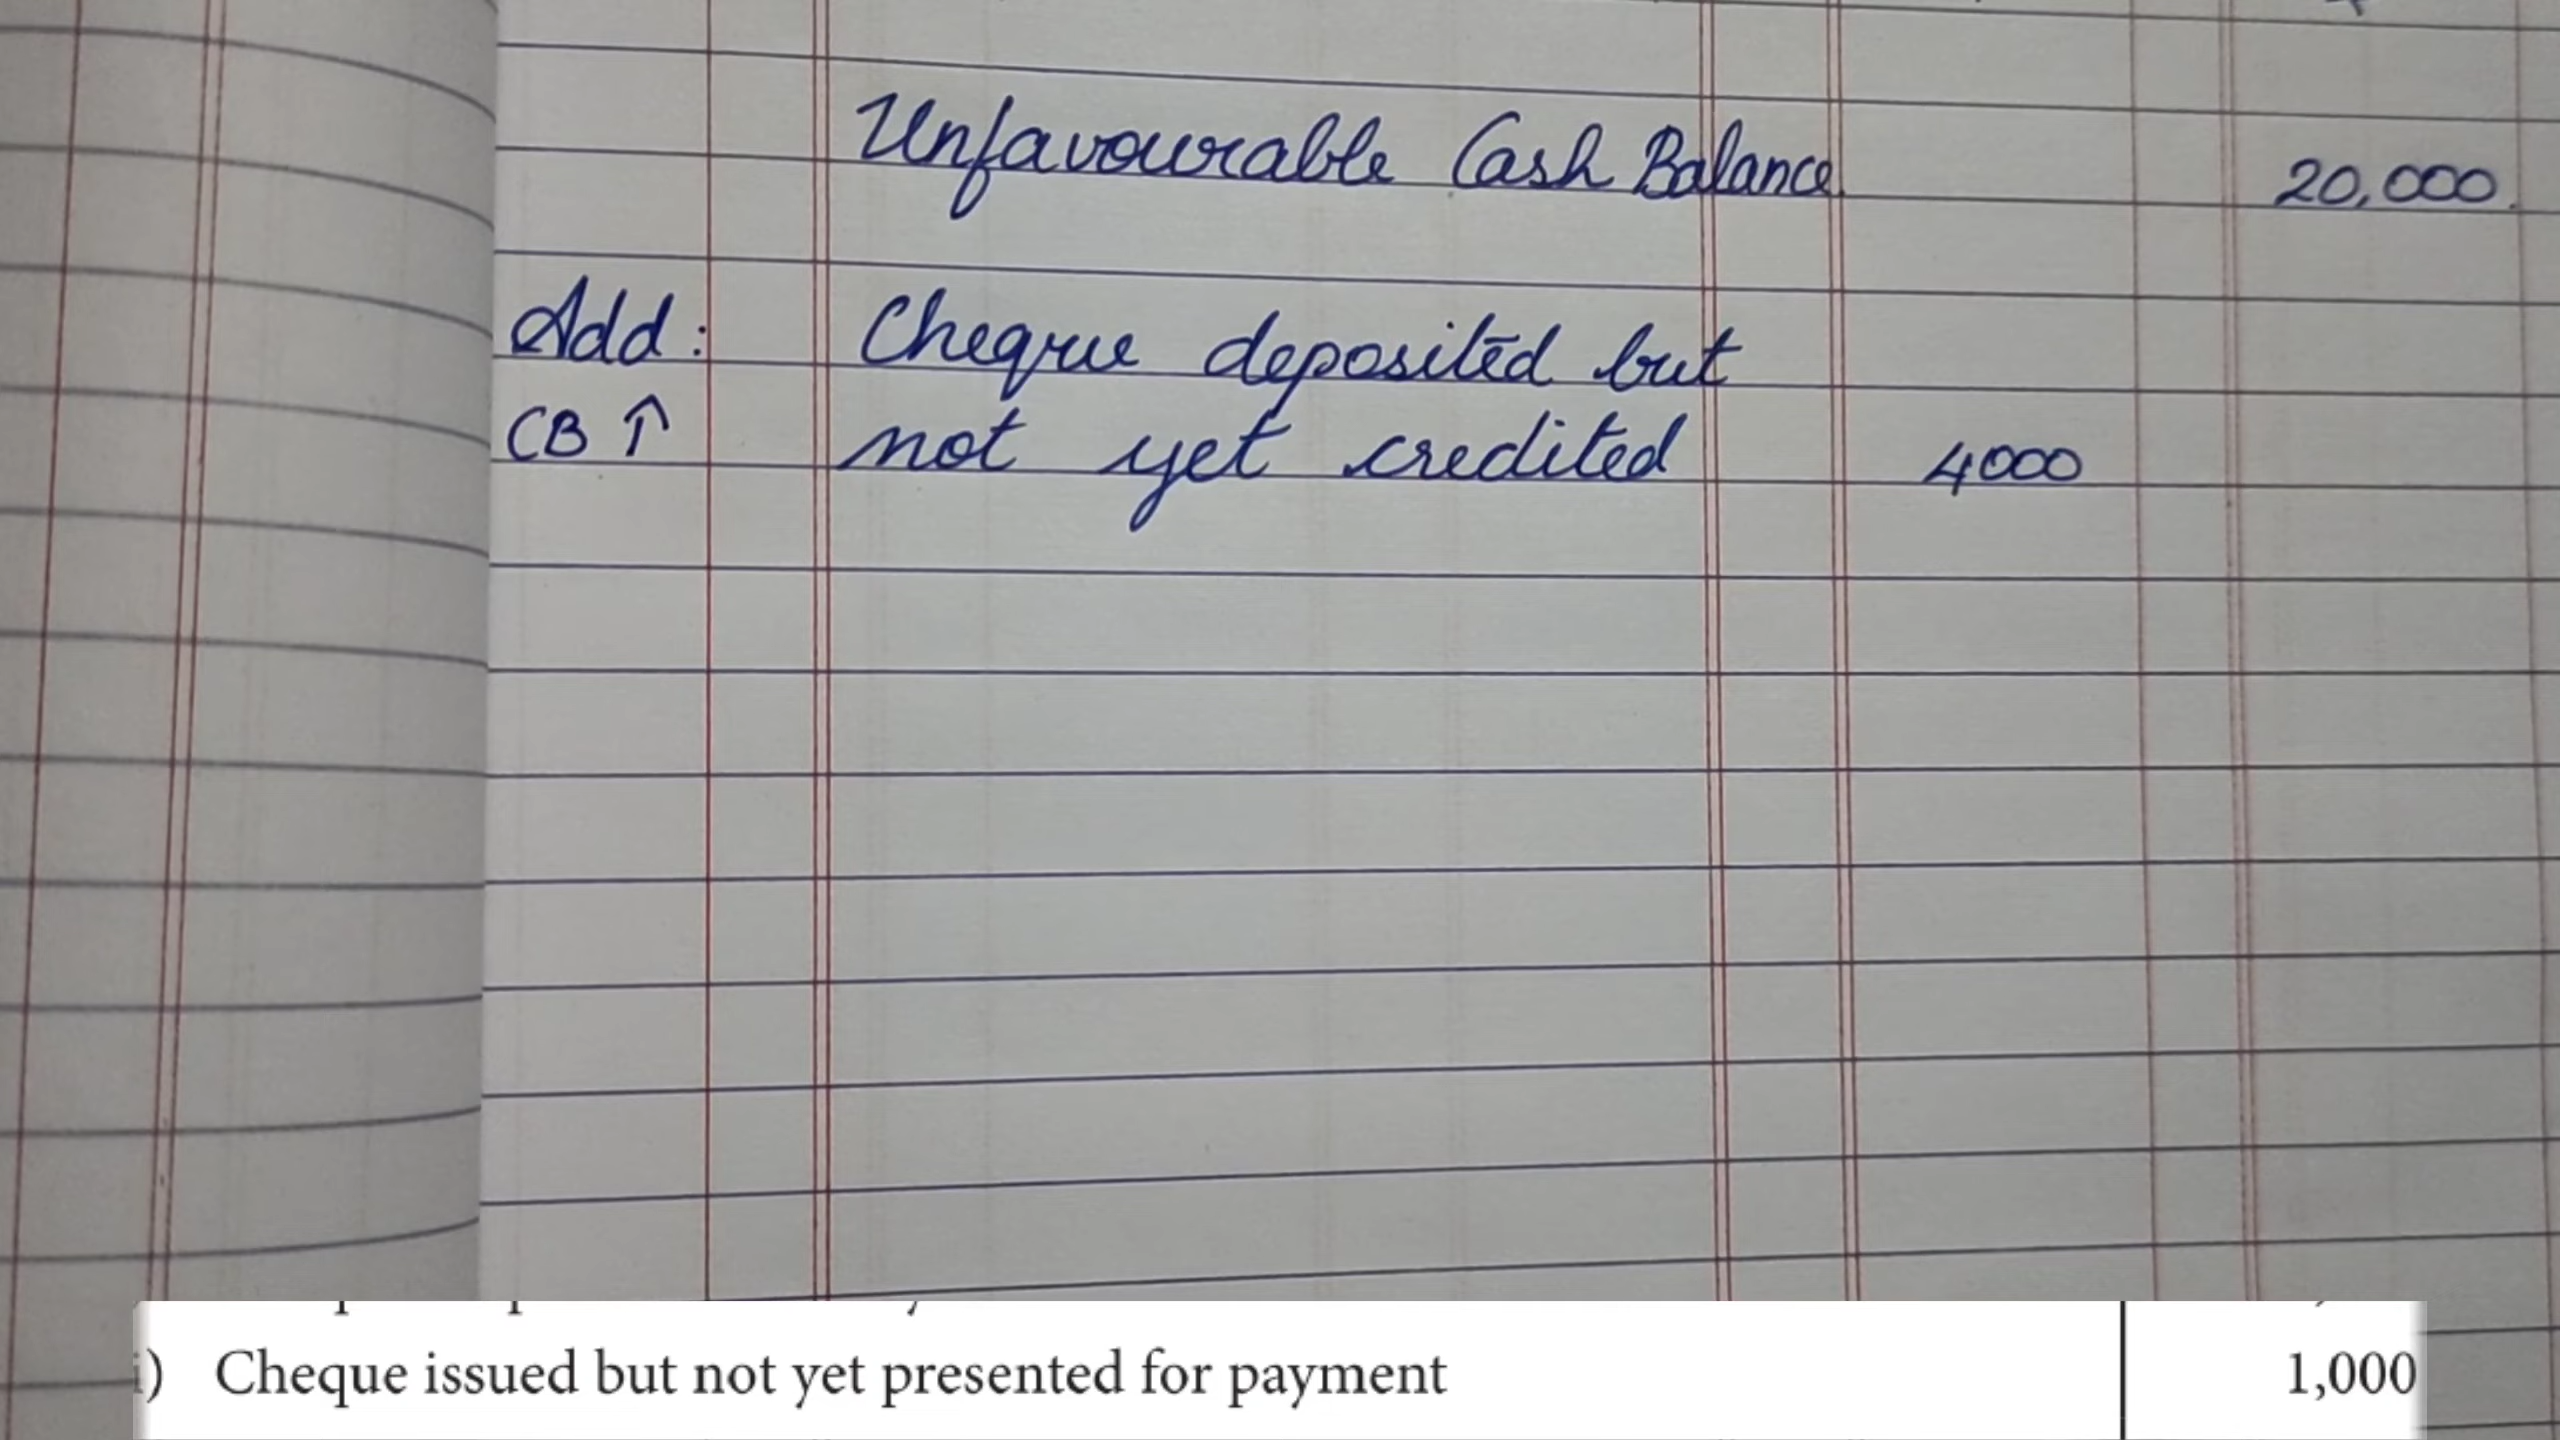 Unfavourable Cash Balance 20,000
Add: Cheque deposited but
CB ↑ not yet credited 4000
i) Cheque issued but not yet presented for payment 1,000